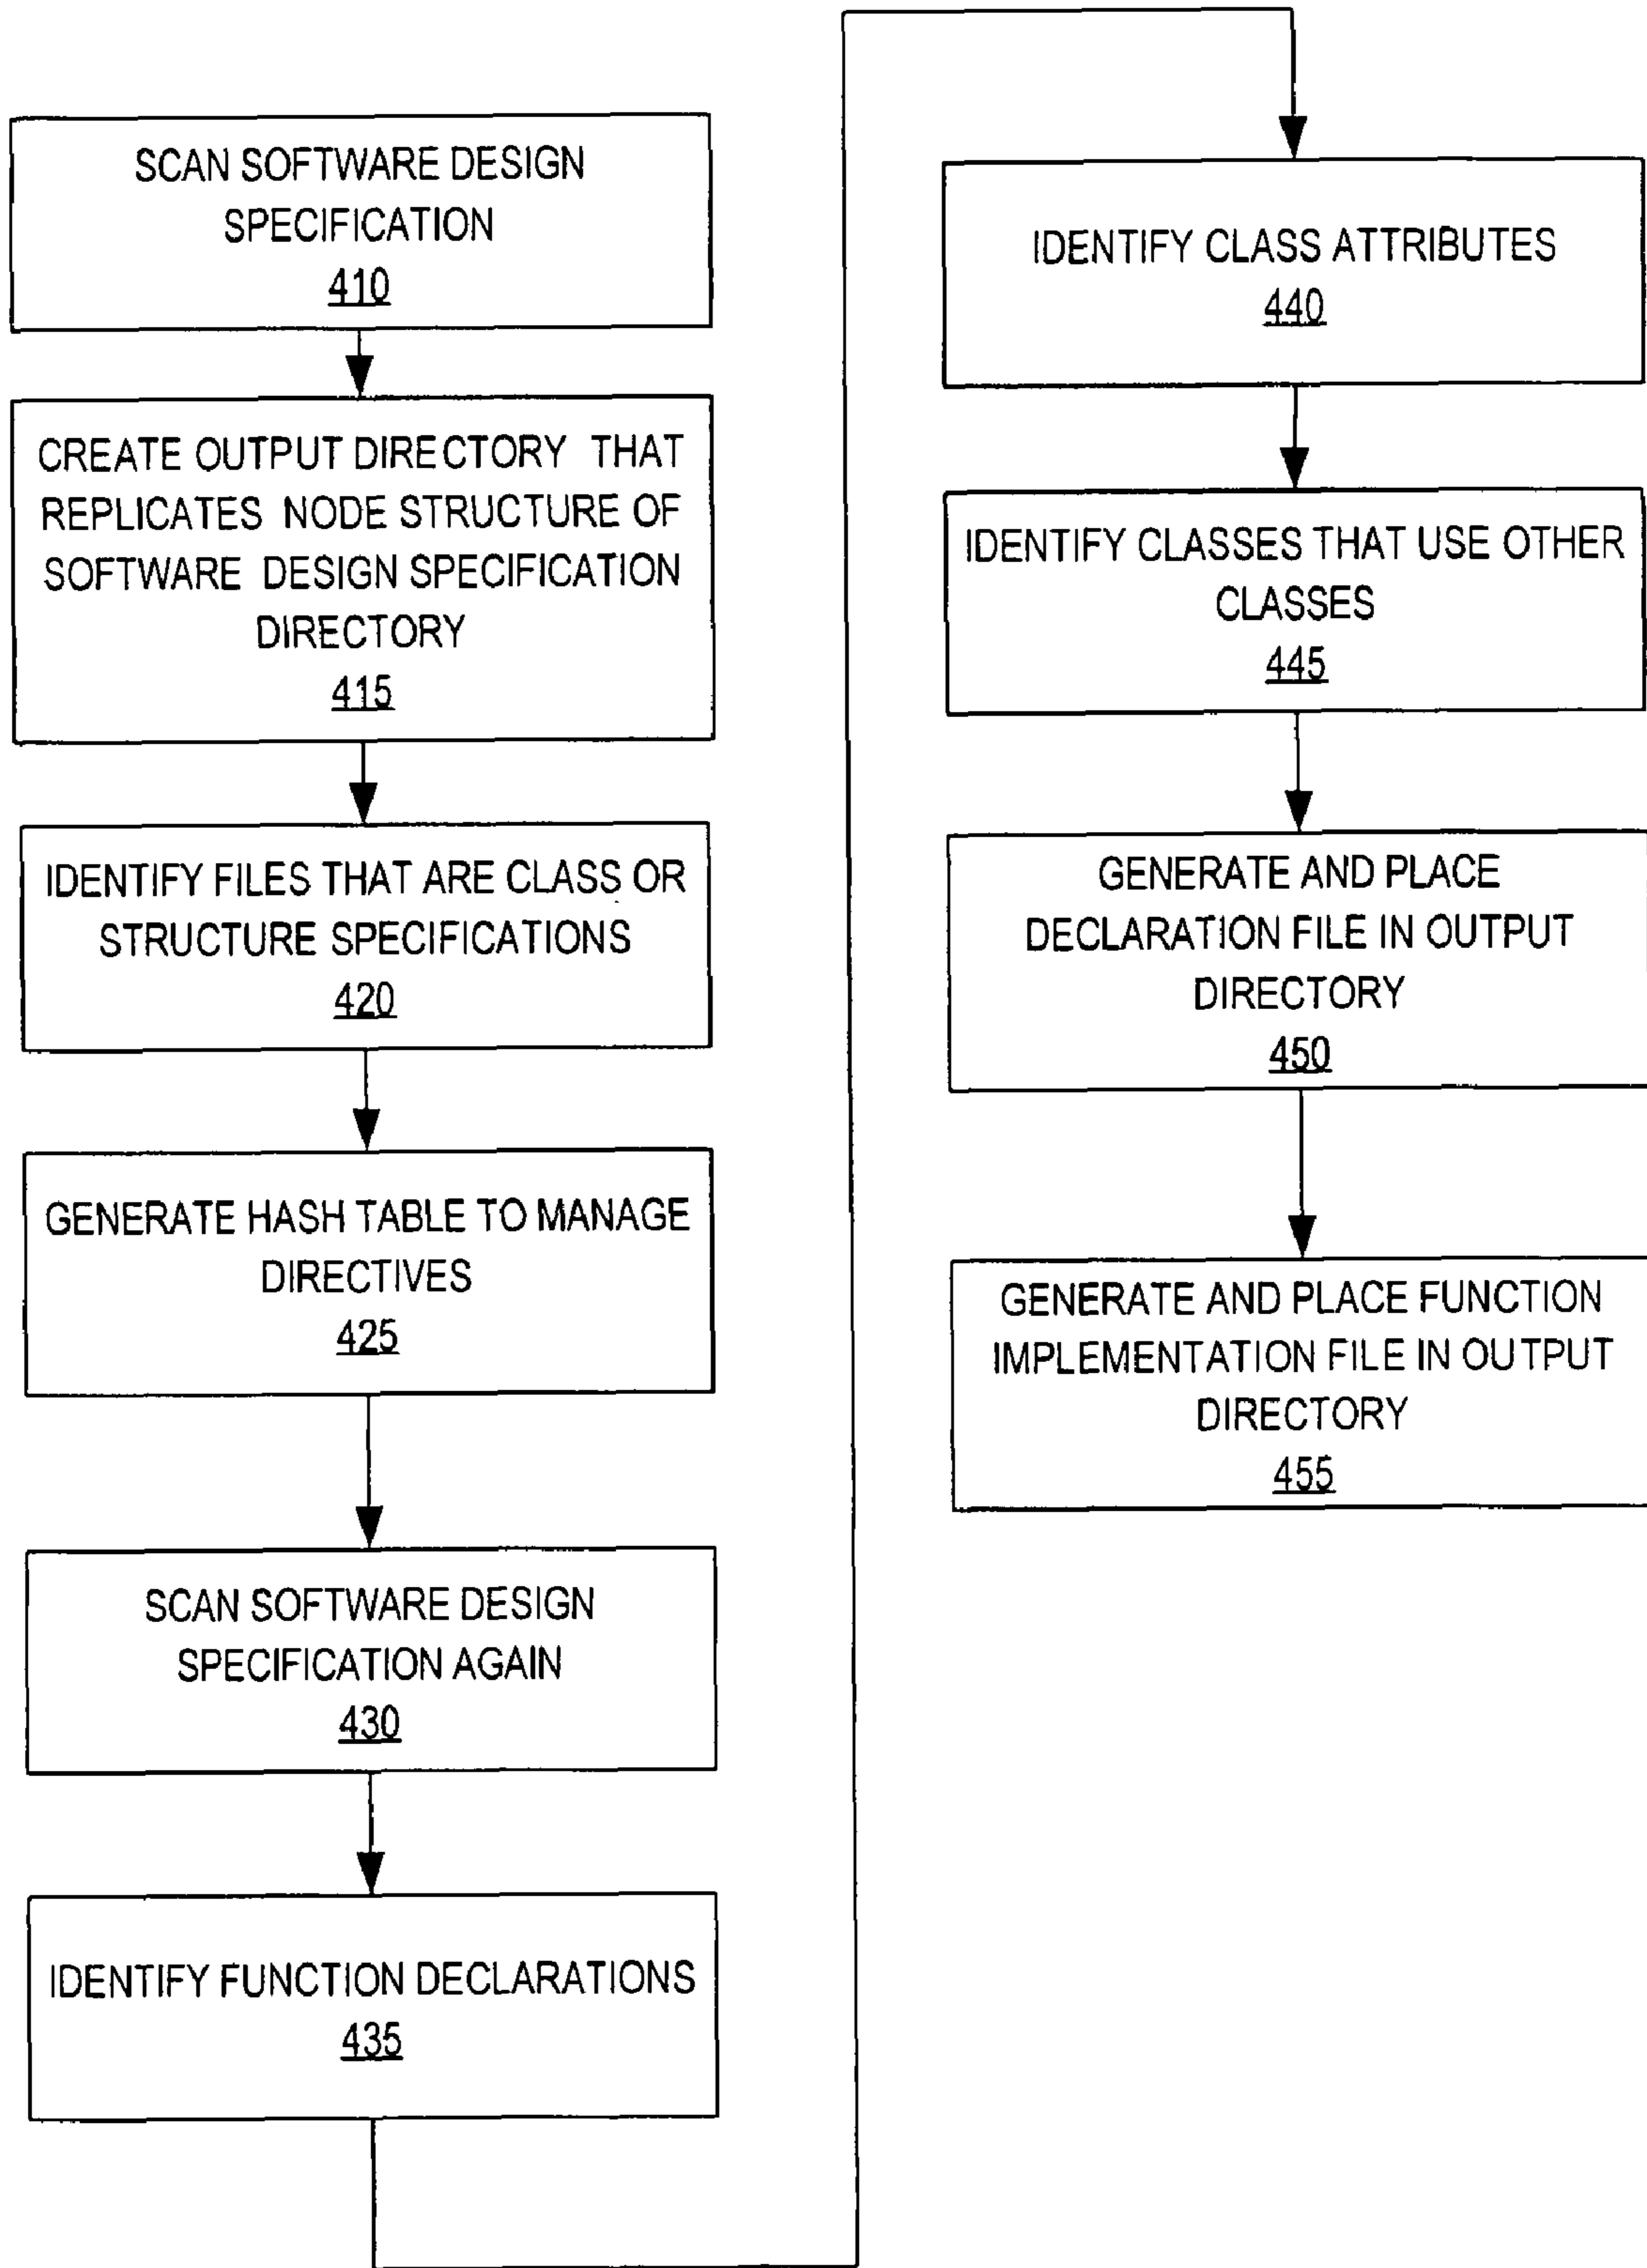 SCAN SOFTWARE DESIGN
SPECIFICATION
410
CREATE OUTPUT DIRECTORY THAT
REPLICATES NODE STRUCTURE OF
SOFTWARE DESIGN SPECIFICATION
DIRECTORY
415
IDENTIFY FILES THAT ARE CLASS OR
STRUCTURE SPECIFICATIONS
420
GENERATE HASH TABLE TO MANAGE
DIRECTIVES
425
SCAN SOFTWARE DESIGN
SPECIFICATION AGAIN
430
IDENTIFY FUNCTION DECLARATIONS
435
IDENTIFY CLASS ATTRIBUTES
440
IDENTIFY CLASSES THAT USE OTHER
CLASSES
445
GENERATE AND PLACE
DECLARATION FILE IN OUTPUT
DIRECTORY
450
GENERATE AND PLACE FUNCTION
IMPLEMENTATION FILE IN OUTPUT
DIRECTORY
455